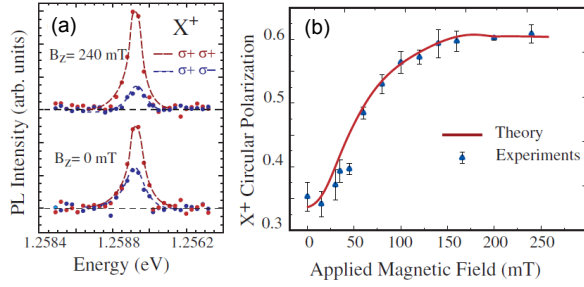 (a)
X+
Bz= 240 mT
σ+ σ+
σ+ σ−
Bz= 0 mT
PL Intensity (arb. units)
1.2584
1.2588
1.2562
Energy (eV)
(b)
X+ Circular Polarization
0.6
0.5
0.4
0.3
Theory
Experiments
0
50
100
150
200
250
Applied Magnetic Field (mT)